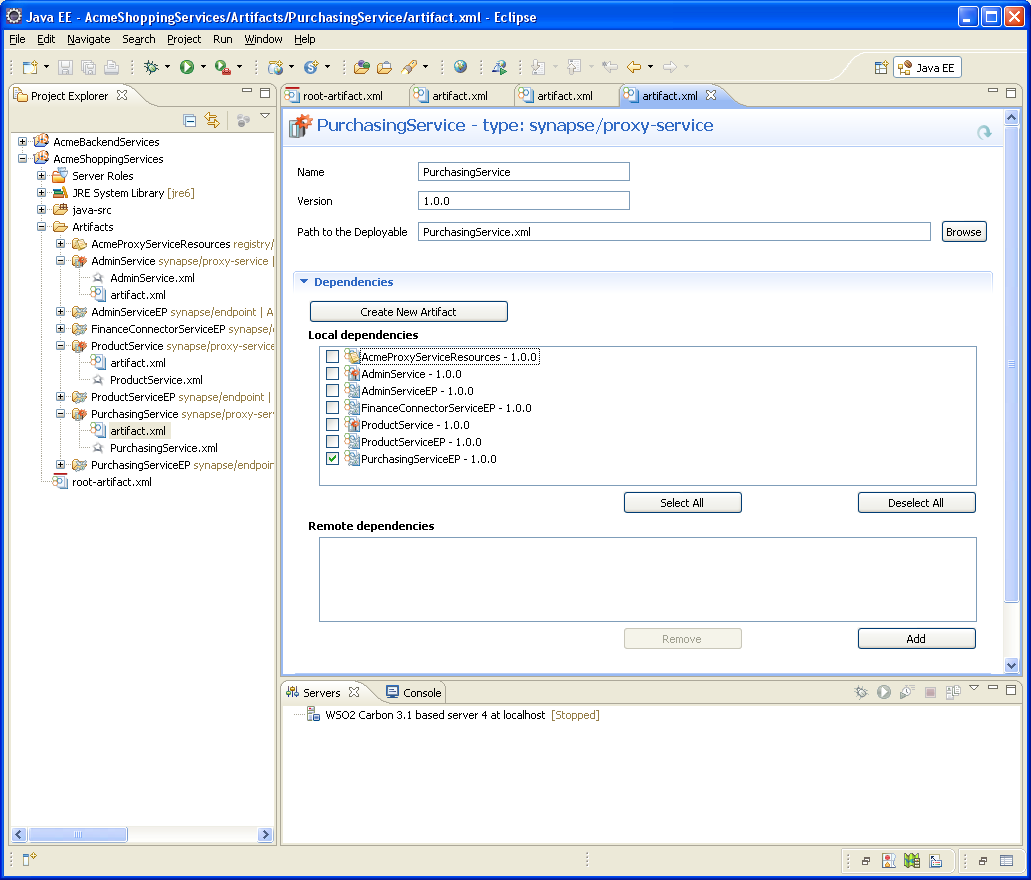 Java EE - AcmeShoppingServices/Artifacts/PurchasingService/artifact.xml - Eclipse
File Edit Navigate Search Project Run Window Help
Java EE
Project Explorer
AcmeBackendServices
AcmeShoppingServices
Server Roles
JRE System Library [jre6]
java-src
Artifacts
AcmeProxyServiceResources registry/
AdminService synapse/proxy-service |
AdminService.xml
artifact.xml
AdminServiceEP synapse/endpoint | A
FinanceConnectorServiceEP synapse/
ProductService synapse/proxy-service
artifact.xml
ProductService.xml
ProductServiceEP synapse/endpoint |
PurchasingService synapse/proxy-ser
artifact.xml
PurchasingService.xml
PurchasingServiceEP synapse/endpoin
root-artifact.xml
root-artifact.xml artifact.xml artifact.xml artifact.xml
PurchasingService - type: synapse/proxy-service
Name PurchasingService
Version 1.0.0
Path to the Deployable PurchasingService.xml Browse
Dependencies
Create New Artifact
Local dependencies
AcmeProxyServiceResources - 1.0.0
AdminService - 1.0.0
AdminServiceEP - 1.0.0
FinanceConnectorServiceEP - 1.0.0
ProductService - 1.0.0
ProductServiceEP - 1.0.0
PurchasingServiceEP - 1.0.0
Select All Deselect All
Remote dependencies
Remove Add
Servers Console
WSO2 Carbon 3.1 based server 4 at localhost [Stopped]